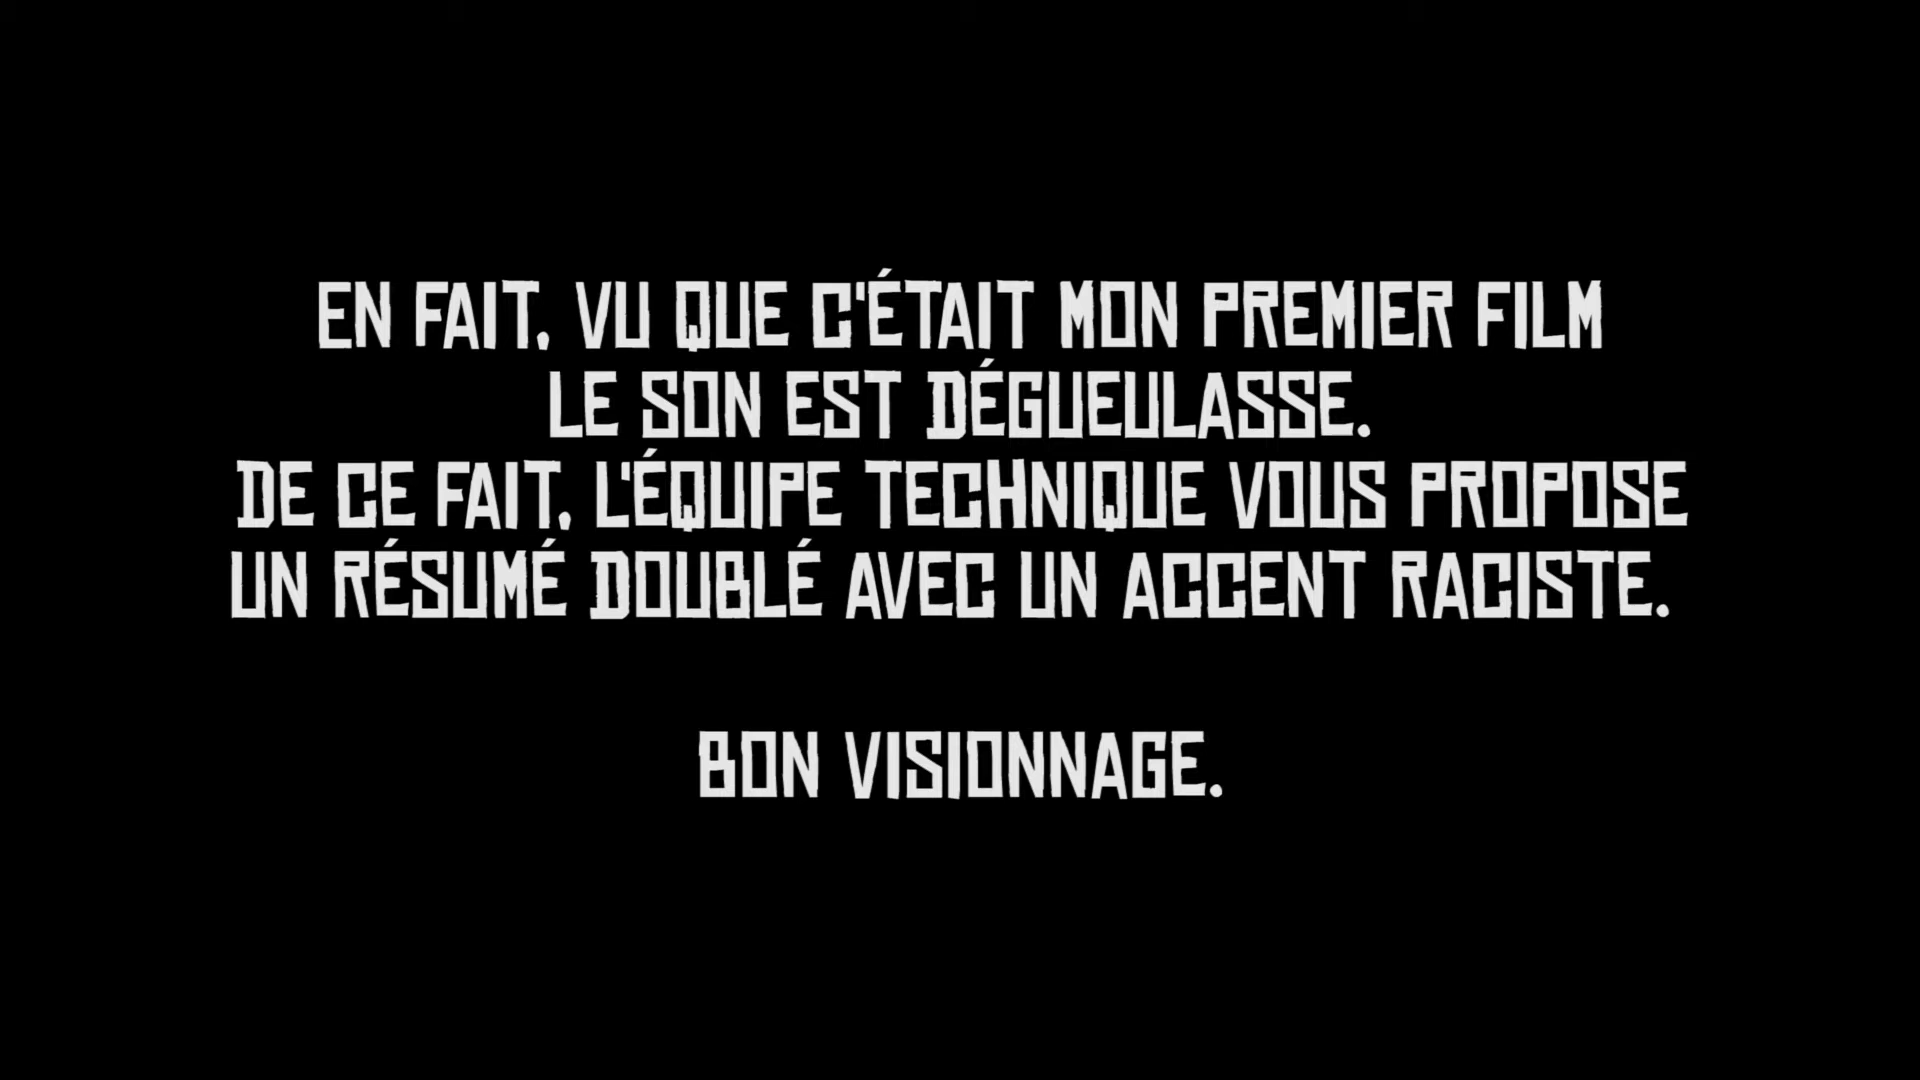 EN FAIT, VU QUE C'ÉTAIT MON PREMIER FILM
LE SON EST DÉGUEULASSE.
DE CE FAIT, L'ÉQUIPE TECHNIQUE VOUS PROPOSE
UN RÉSUMÉ DOUBLÉ AVEC UN ACCENT RACISTE.
BON VISIONNAGE.